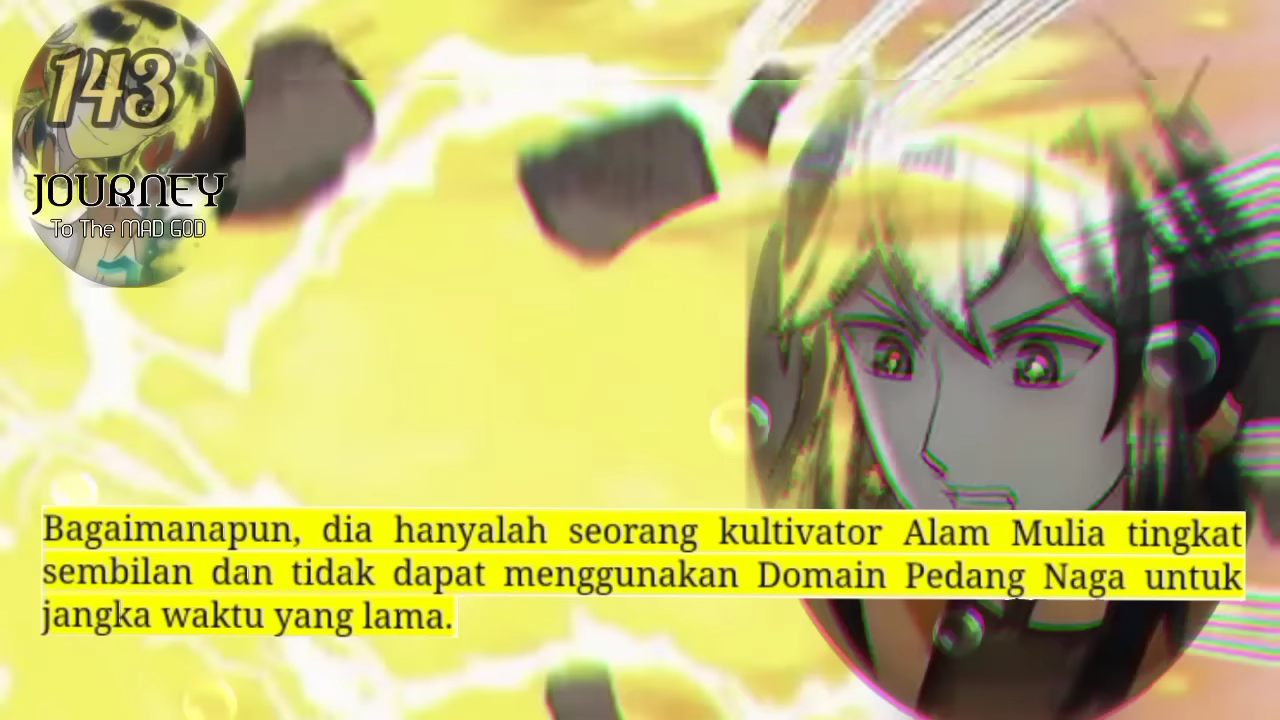 143
JOURNEY
To The MAD GOD
Bagaimanapun, dia hanyalah seorang kultivator Alam Mulia tingkat
sembilan dan tidak dapat menggunakan Domain Pedang Naga untuk
jangka waktu yang lama.